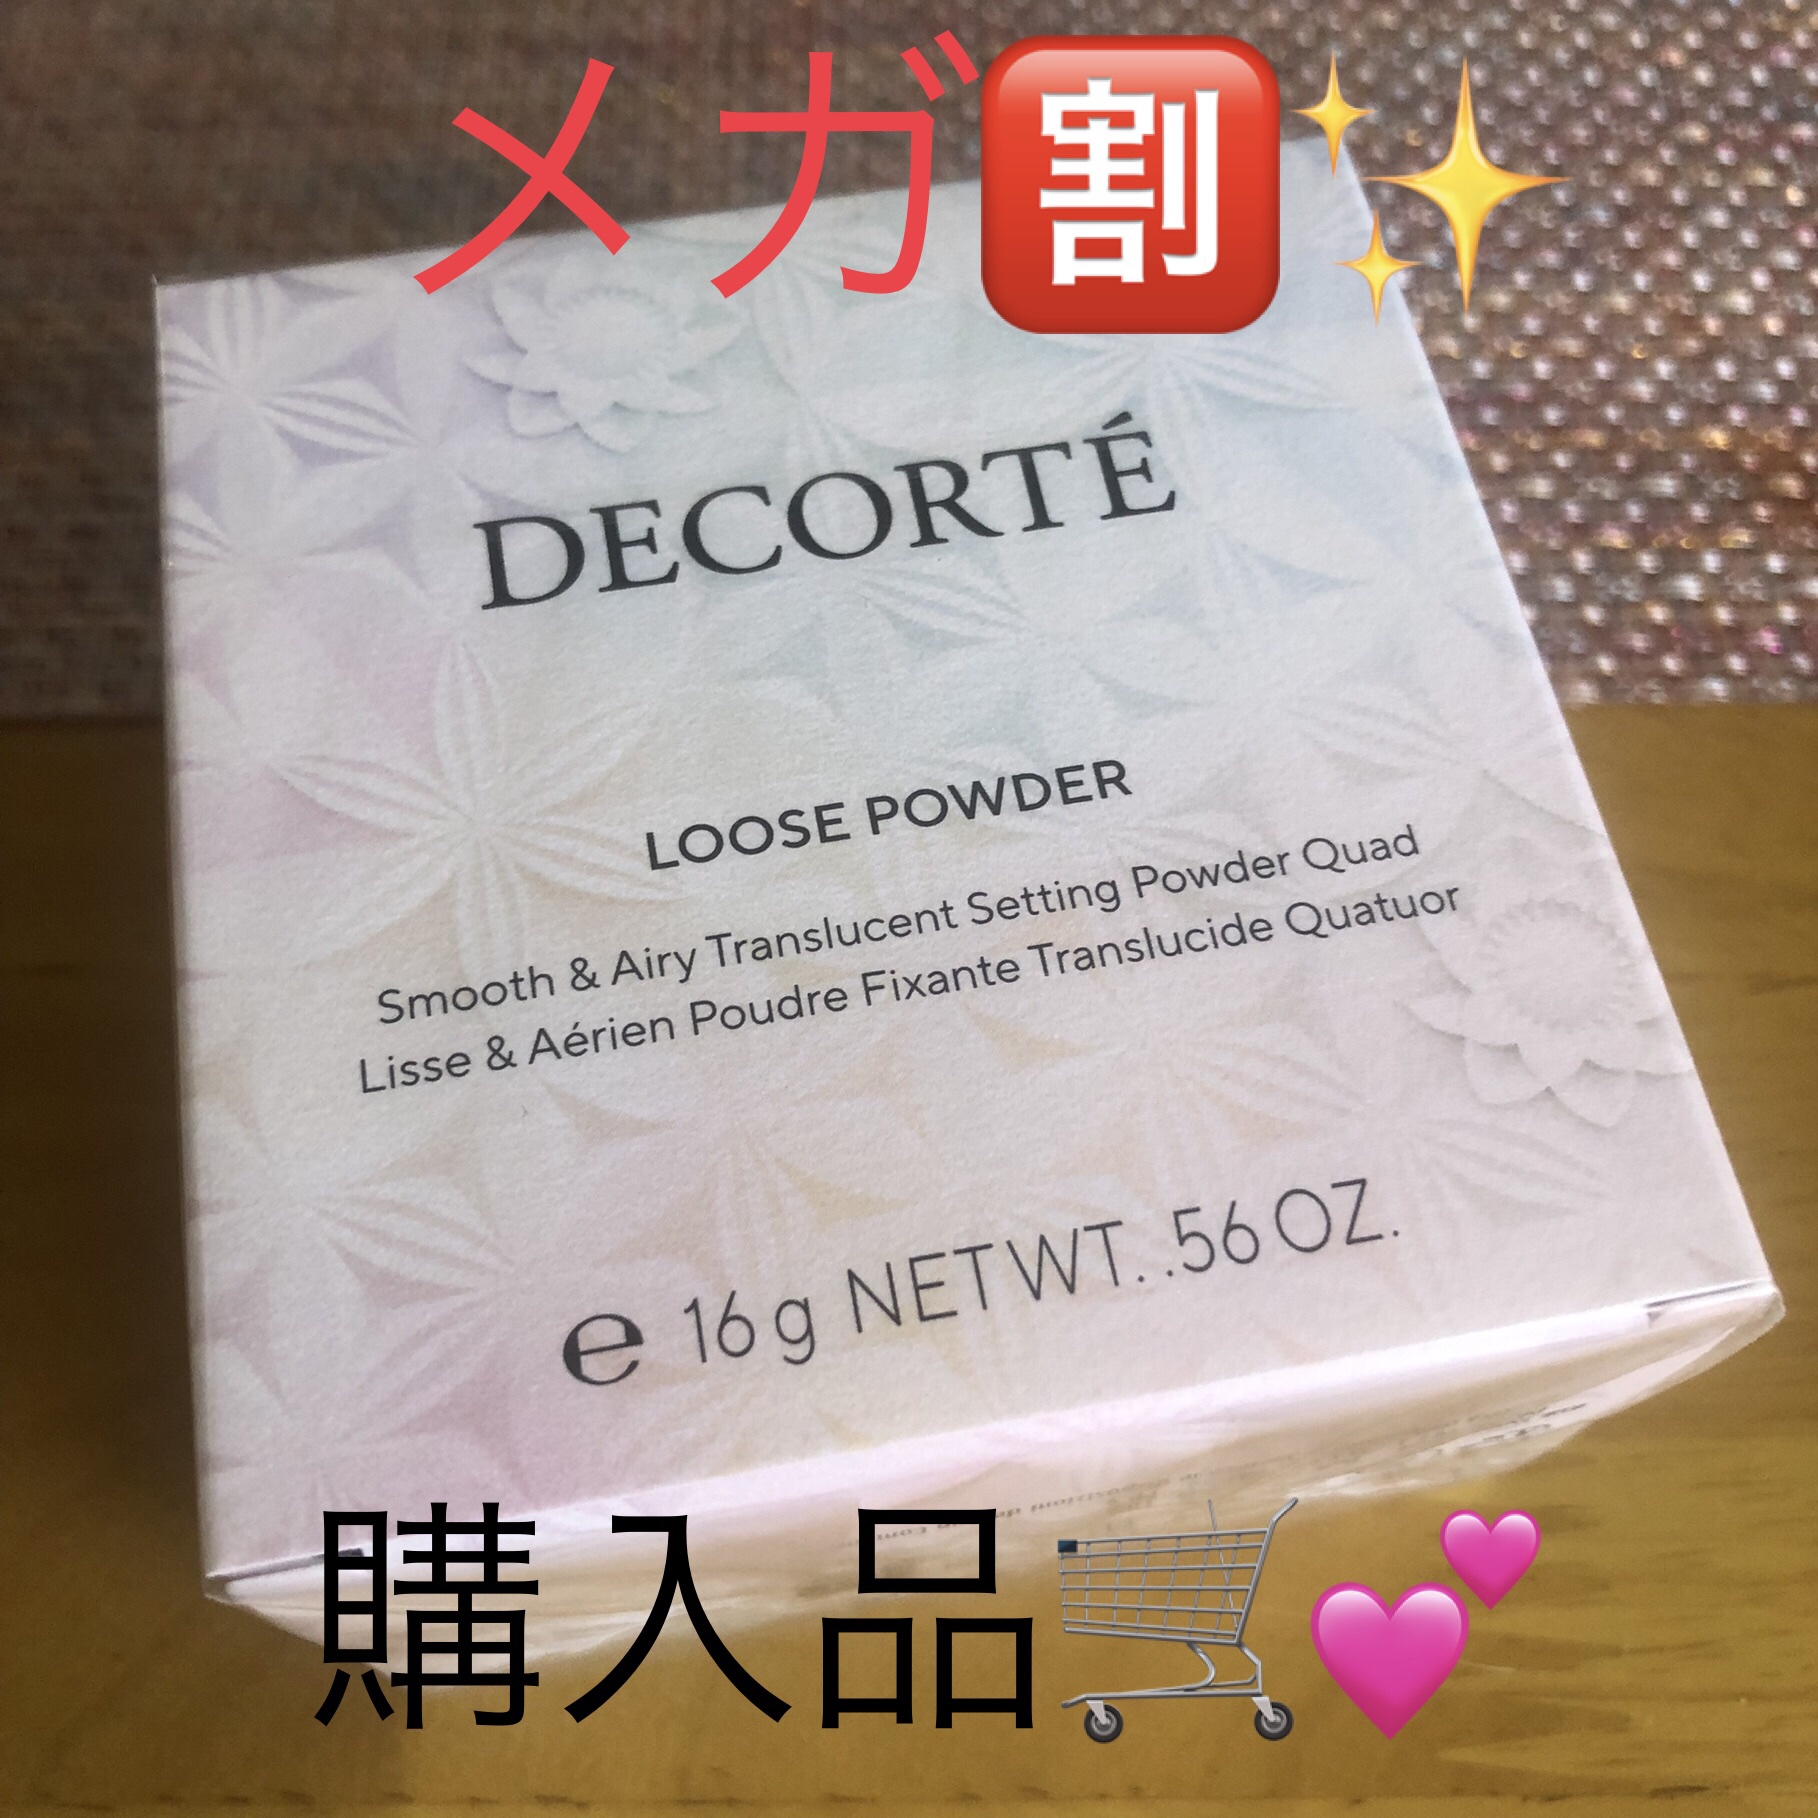 メガ割
DECORTÉ
LOOSE POWDER
Smooth & Airy Translucent Setting Powder Quad
Lisse & Aérien Poudre Fixante Translucide Quatuor
e 16g NET WT. .56 OZ.
購入品